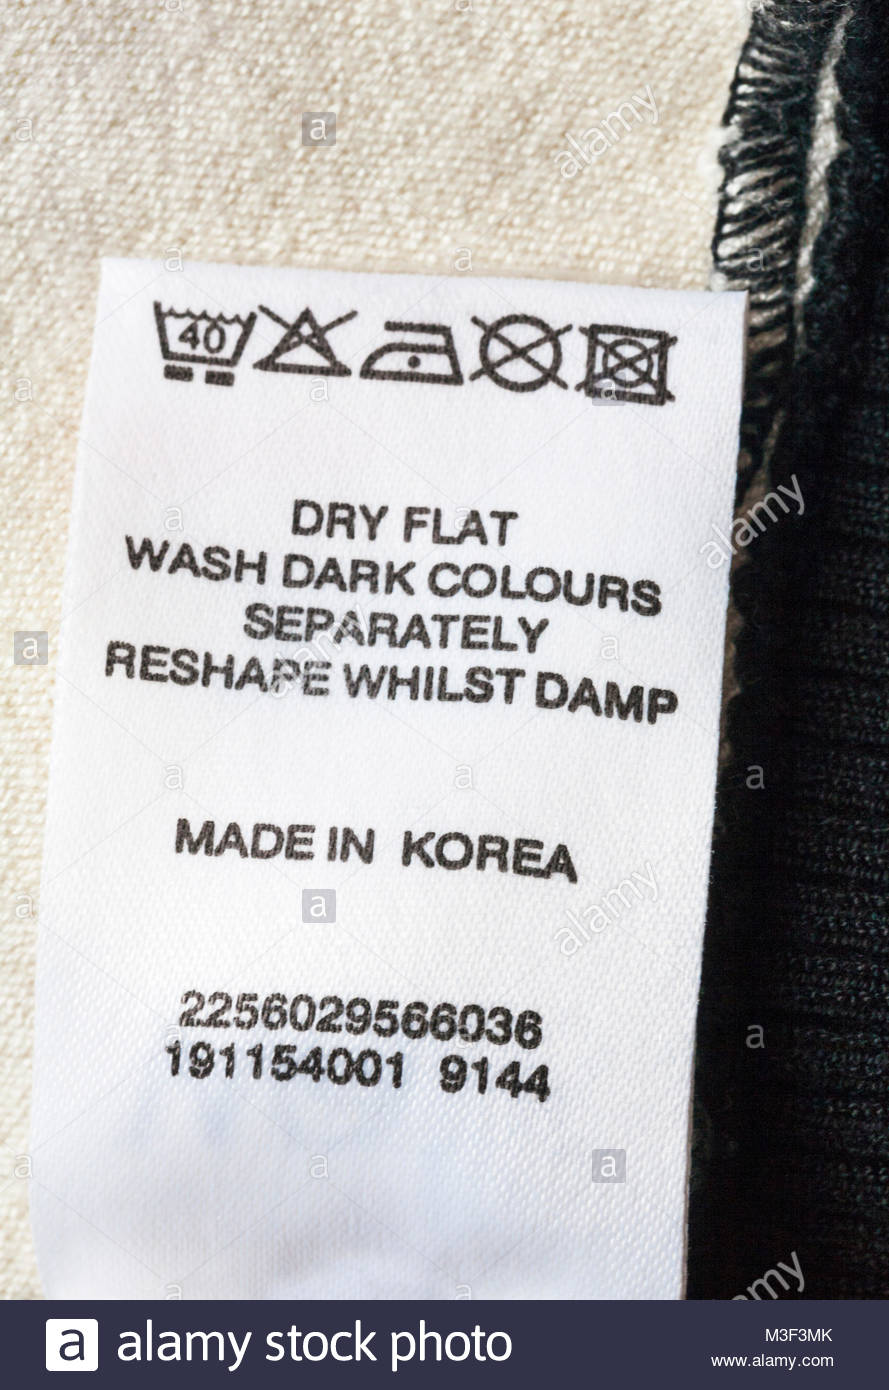 40
DRY FLAT
WASH DARK COLOURS
SEPARATELY
RESHAPE WHILST DAMP
MADE IN KOREA
2256029566036
191154001 9144
a alamy stock photo
M3F3MK
www.alamy.com